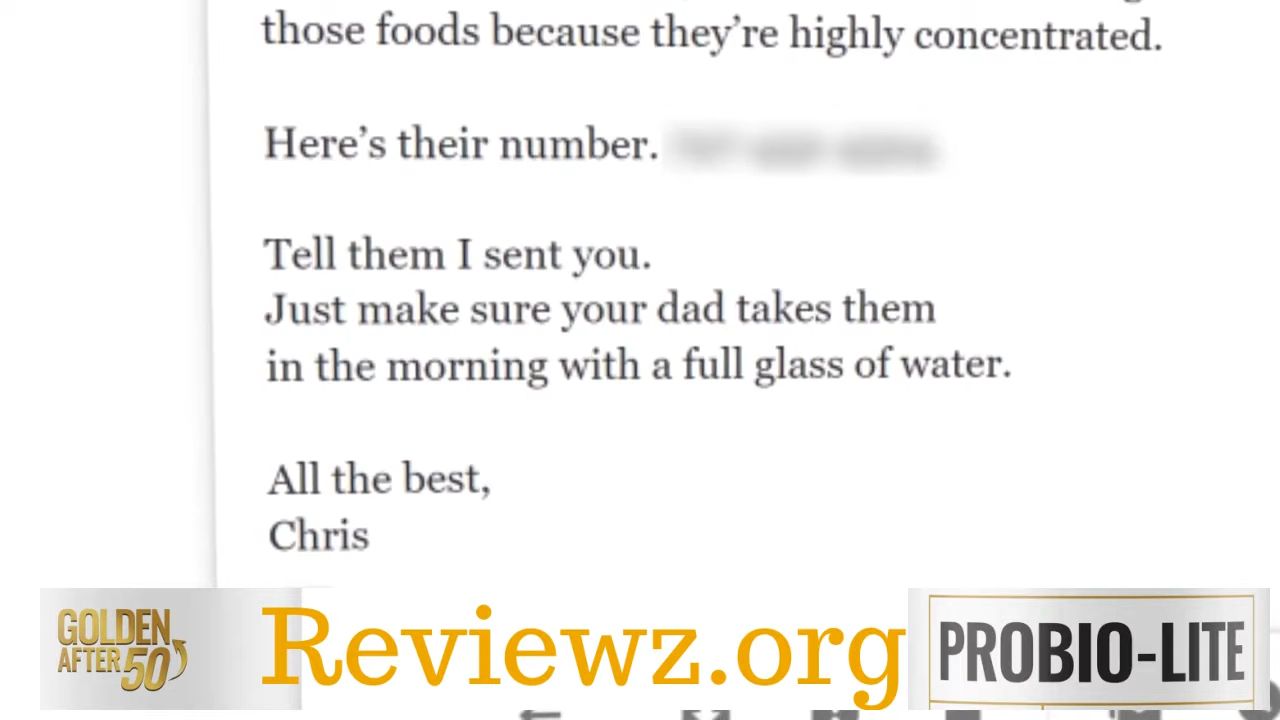 those foods because they’re highly concentrated.
Here’s their number.
Tell them I sent you.
Just make sure your dad takes them
in the morning with a full glass of water.
All the best,
Chris
GOLDEN
AFTER 50
Reviewz.org
PROBIO-LITE